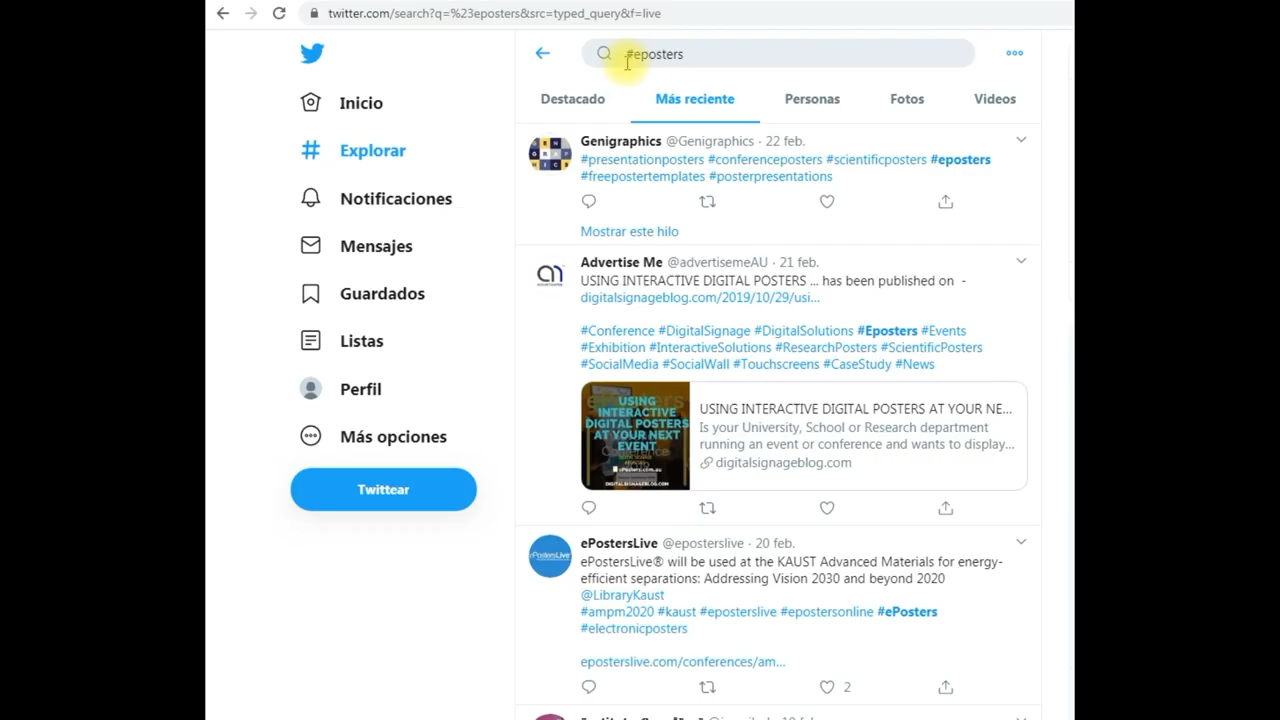 twitter.com/search?q=%23eposters&src=typed_query&f=live
#eposters
Inicio
Explorar
Notificaciones
Mensajes
Guardados
Listas
Perfil
Más opciones
Twittear
Destacado Más reciente Personas Fotos Videos
Genigraphics @Genigraphics · 22 feb.
#presentationposters #conferenceposters #scientificposters #eposters
#freepostertemplates #posterpresentations
Mostrar este hilo
Advertise Me @advertisemeAU · 21 feb.
USING INTERACTIVE DIGITAL POSTERS ... has been published on -
digitalsignageblog.com/2019/10/29/usi...
#Conference #DigitalSignage #DigitalSolutions #Eposters #Events
#Exhibition #InteractiveSolutions #ResearchPosters #ScientificPosters
#SocialMedia #SocialWall #Touchscreens #CaseStudy #News
USING
INTERACTIVE
DIGITAL POSTERS
AT YOUR NEXT
EVENT
Conference
ePosters.com.au
DIGITALSIGNAGEBLOG.COM
USING INTERACTIVE DIGITAL POSTERS AT YOUR NE...
Is your University, School or Research department
running an event or conference and wants to display...
digitalsignageblog.com
ePostersLive @eposterslive · 20 feb.
ePostersLive® will be used at the KAUST Advanced Materials for energy-
efficient separations: Addressing Vision 2030 and beyond 2020
@LibraryKaust
#ampm2020 #kaust #eposterslive #epostersonline #ePosters
#electronicposters
eposterslive.com/conferences/am...
2